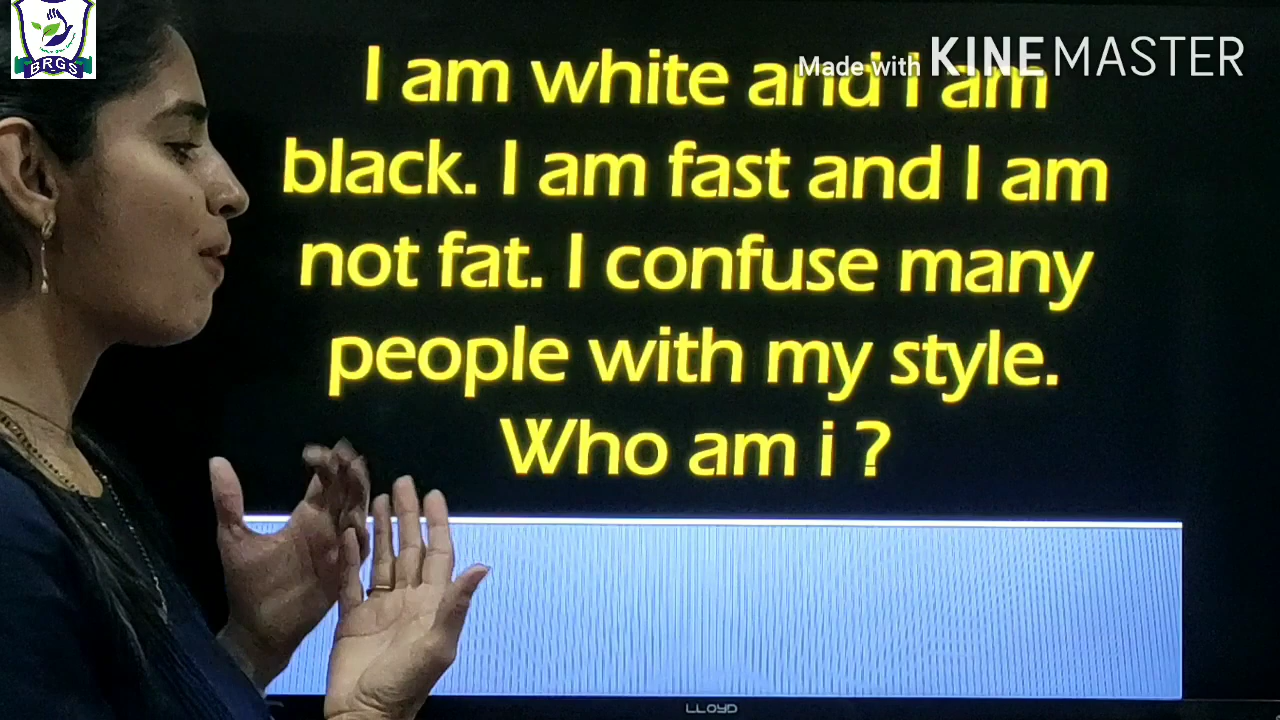 BRGS
Made with KINEMASTER
I am white and i am
black. I am fast and I am
not fat. I confuse many
people with my style.
Who am i ?
LLOYD